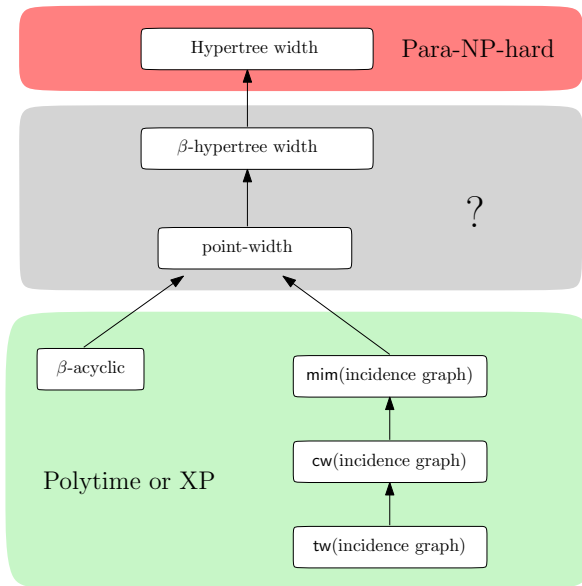 Hypertree width
Para-NP-hard
β-hypertree width
?
point-width
β-acyclic
mim(incidence graph)
cw(incidence graph)
Polytime or XP
tw(incidence graph)